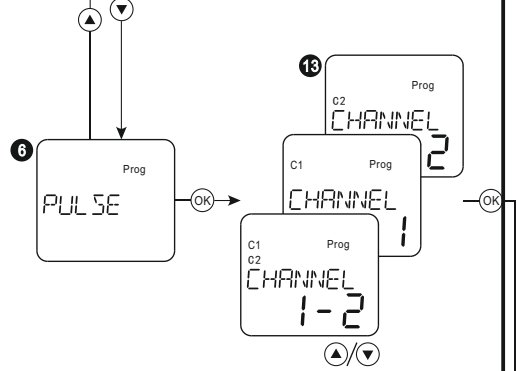 13
Prog
C2
CHANNEL
2
6
Prog
PULSE
OK
C1 Prog
CHANNEL
1
OK
C1 Prog
C2
CHANNEL
1-2
/